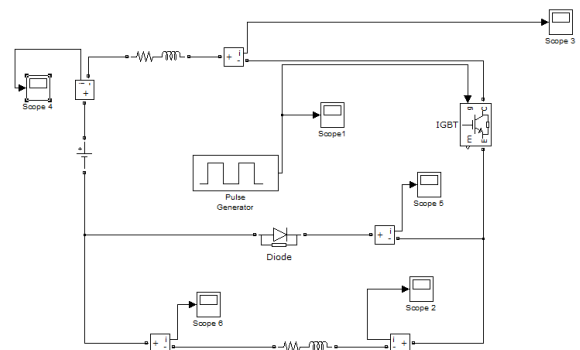 Scope 3
Scope 4
+
i
-
+
i -
+
Scope1
g C
IGBT
m E
Pulse
Generator
Scope 5
+
i
-
Diode
Scope 6
Scope 2
+
i
-
i
-
+